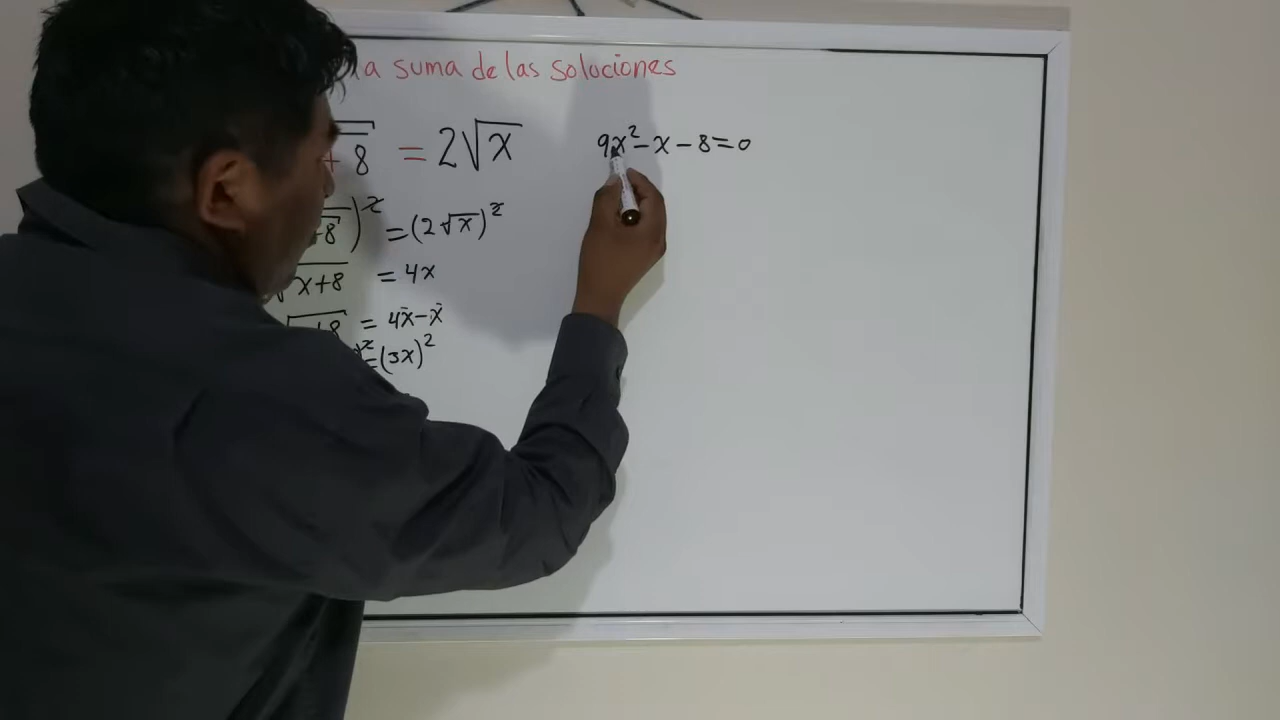 a suma de las soluciones
+ 8 = 2√x
+8)² = (2√x)²
√x+8 = 4x
+8 = 4x-x
² = (3x)²
9x²-x-8=0